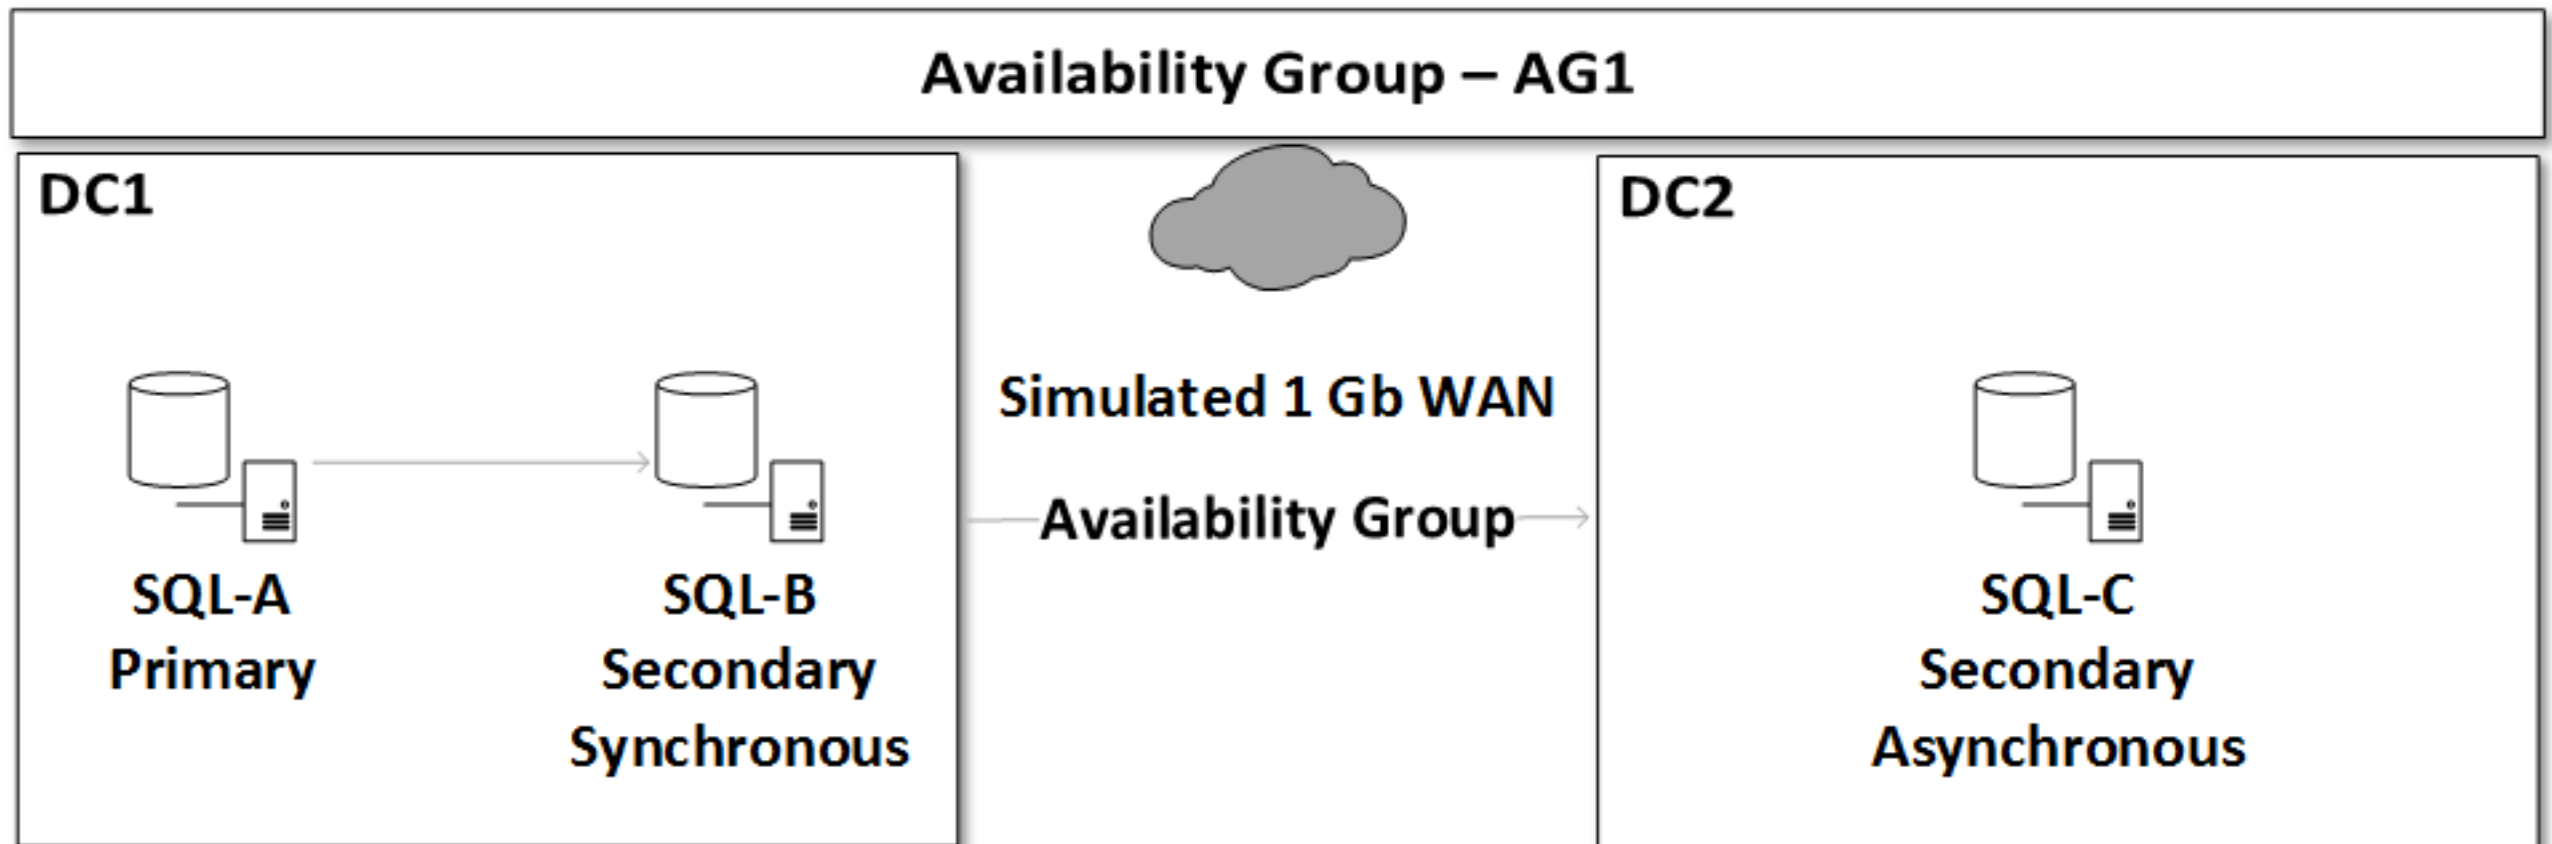 Availability Group – AG1
DC1
SQL-A
Primary
SQL-B
Secondary
Synchronous
Simulated 1 Gb WAN
Availability Group
DC2
SQL-C
Secondary
Asynchronous